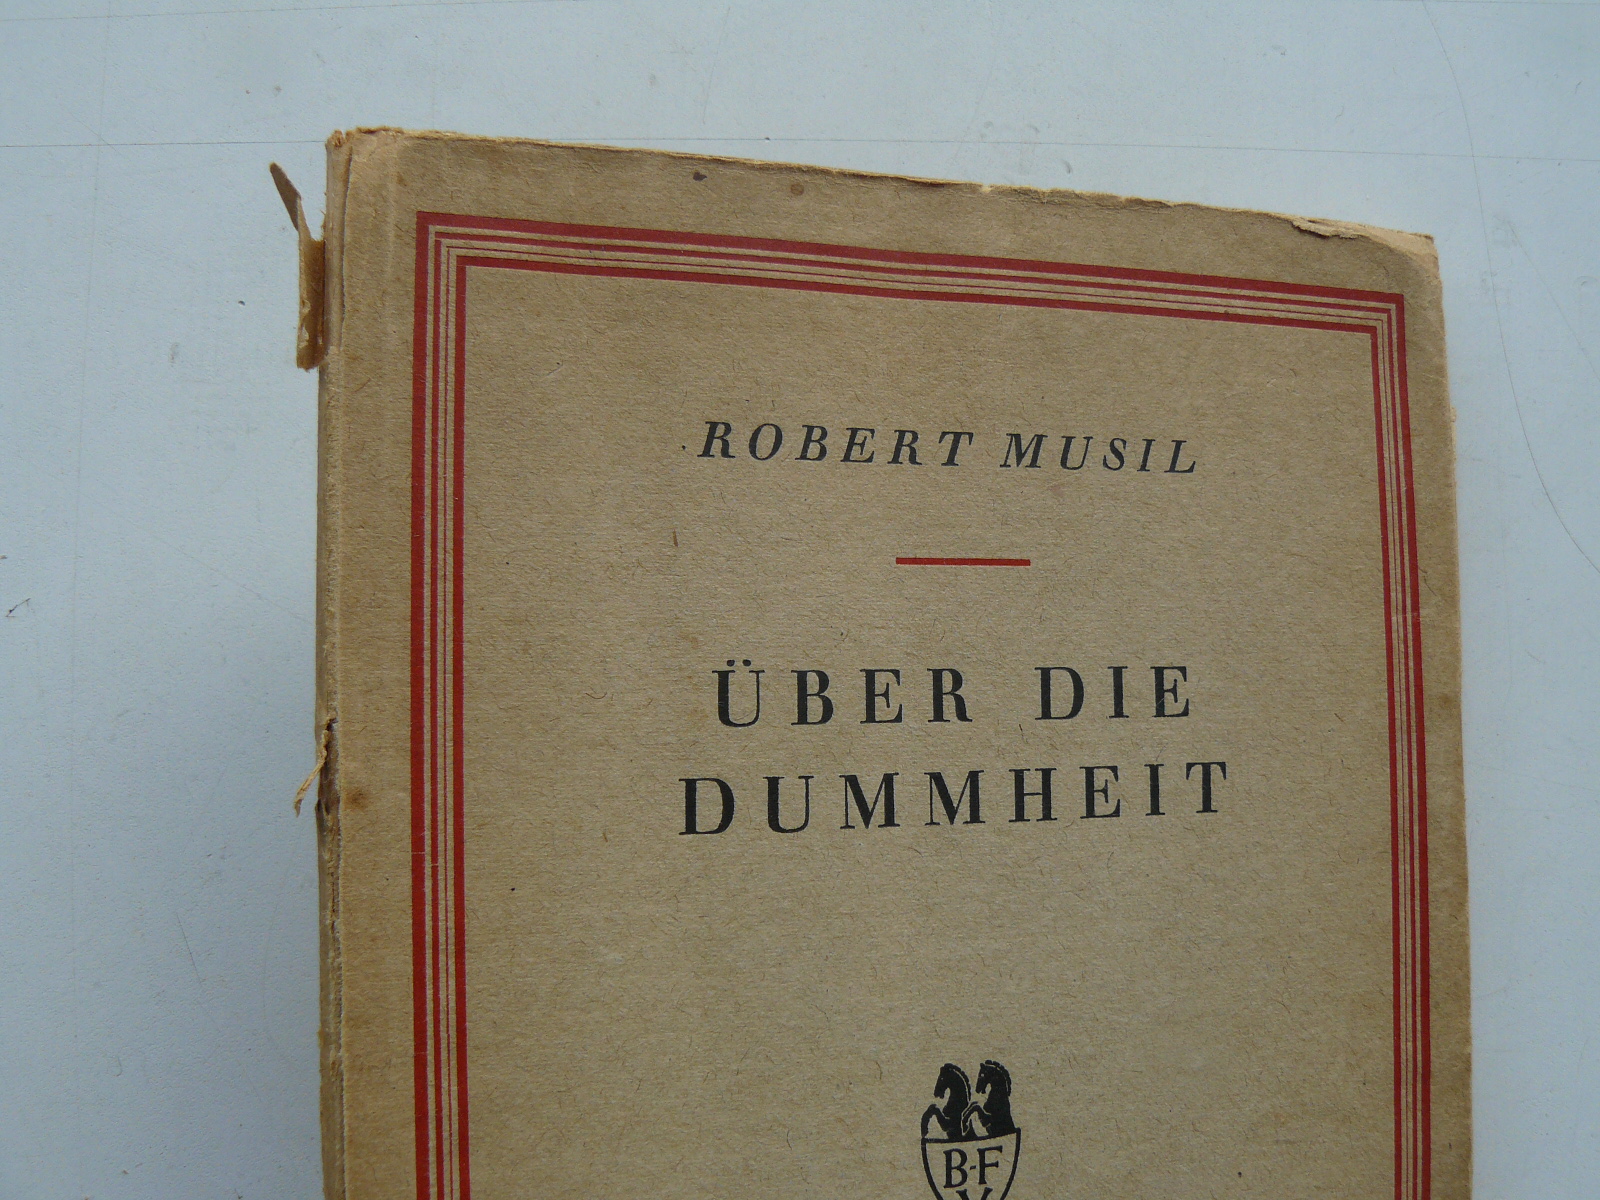 ROBERT MUSIL
ÜBER DIE
DUMMHEIT
B-F
V